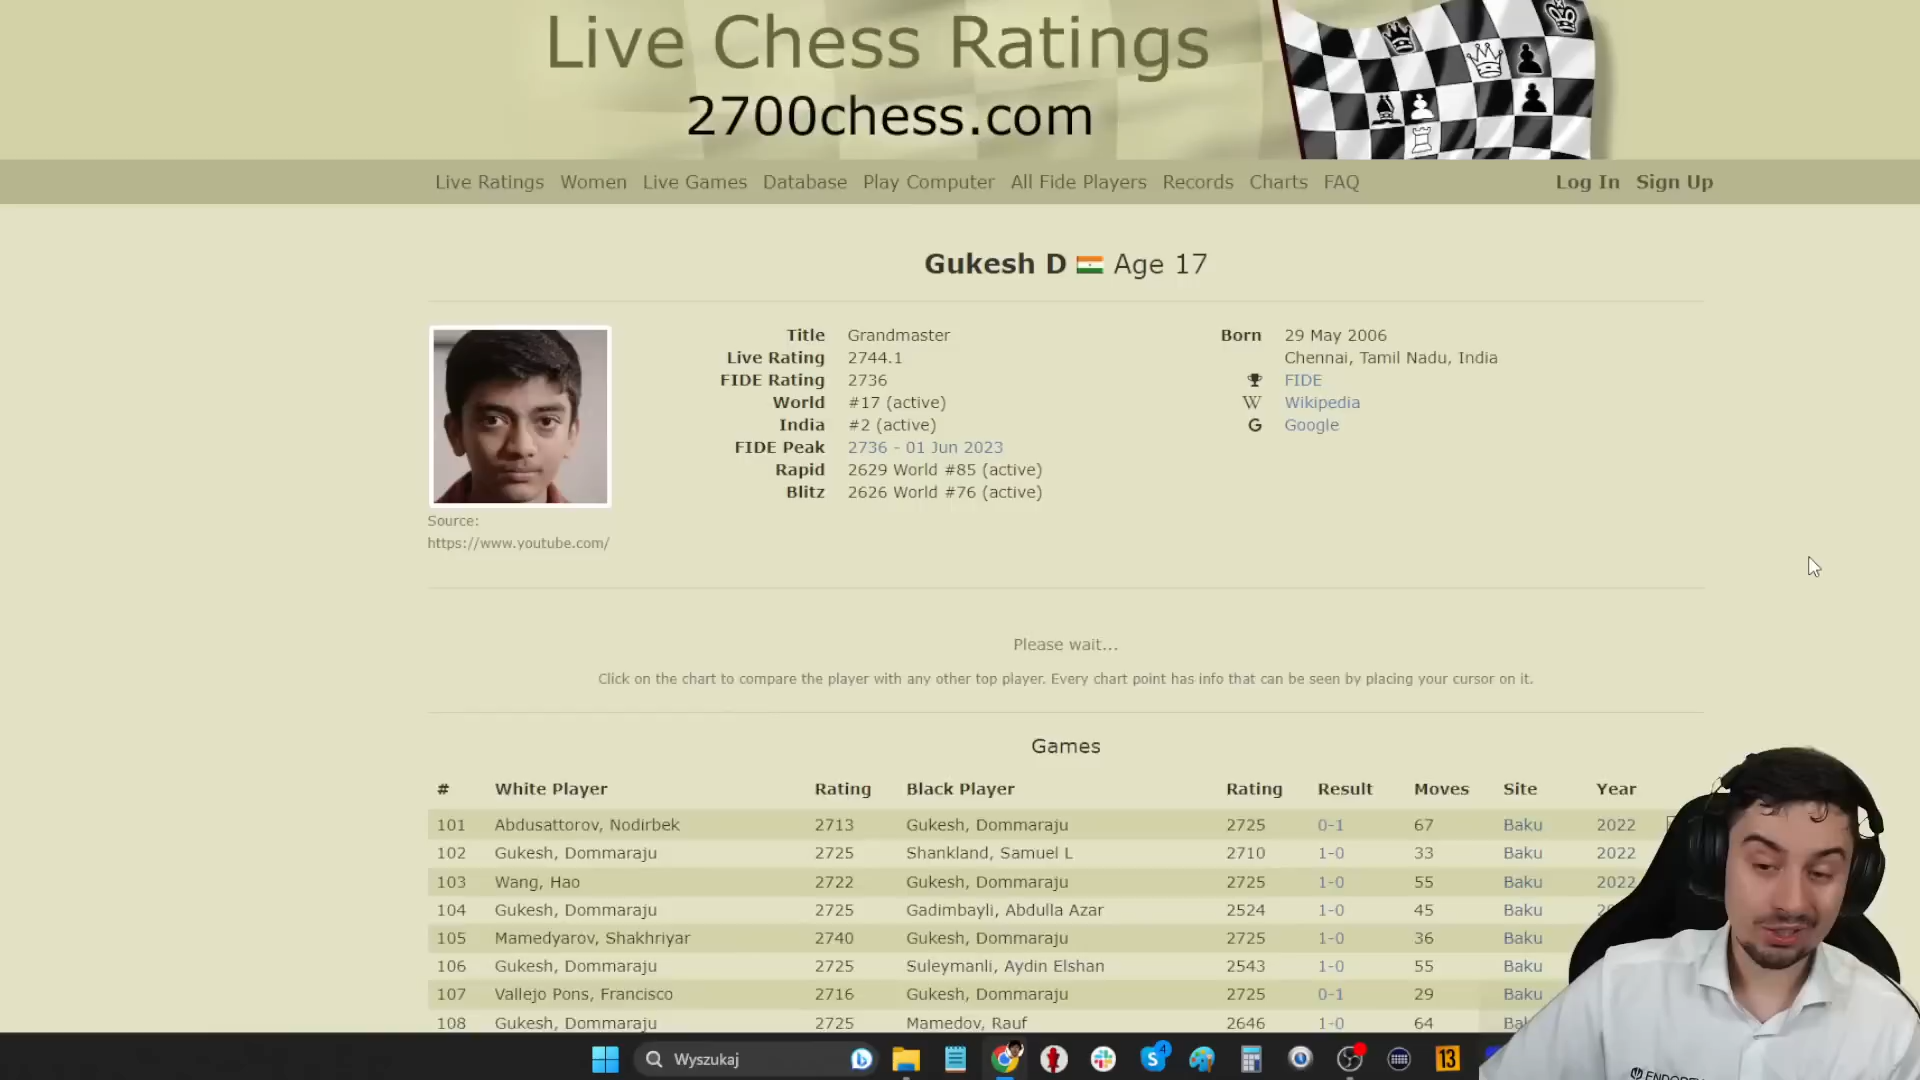 Live Chess Ratings
2700chess.com
Live Ratings Women Live Games Database Play Computer All Fide Players Records Charts FAQ Log In Sign Up
Gukesh D Age 17
Title Grandmaster
Live Rating 2744.1
FIDE Rating 2736
World #17 (active)
India #2 (active)
FIDE Peak 2736 - 01 Jun 2023
Rapid 2629 World #85 (active)
Blitz 2626 World #76 (active)
Born 29 May 2006
Chennai, Tamil Nadu, India
FIDE
W Wikipedia
G Google
Source:
https://www.youtube.com/
Please wait...
Click on the chart to compare the player with any other top player. Every chart point has info that can be seen by placing your cursor on it.
Games
# White Player Rating Black Player Rating Result Moves Site Year
101 Abdusattorov, Nodirbek 2713 Gukesh, Dommaraju 2725 0-1 67 Baku 2022
102 Gukesh, Dommaraju 2725 Shankland, Samuel L 2710 1-0 33 Baku 2022
103 Wang, Hao 2722 Gukesh, Dommaraju 2725 1-0 55 Baku 2022
104 Gukesh, Dommaraju 2725 Gadimbayli, Abdulla Azar 2524 1-0 45 Baku
105 Mamedyarov, Shakhriyar 2740 Gukesh, Dommaraju 2725 1-0 36 Baku
106 Gukesh, Dommaraju 2725 Suleymanli, Aydin Elshan 2543 1-0 55 Baku
107 Vallejo Pons, Francisco 2716 Gukesh, Dommaraju 2725 0-1 29 Baku
108 Gukesh, Dommaraju 2725 Mamedov, Rauf 2646 1-0 64
Wyszukaj
4
13